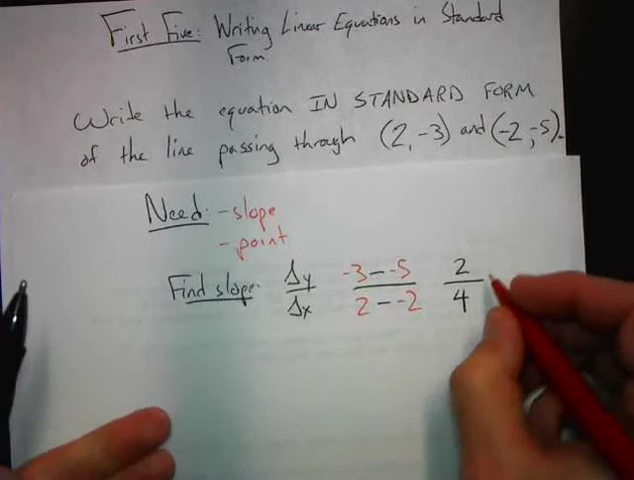 First Five: Writing Linear Equations in Standard
Form.
Write the equation IN STANDARD FORM
of the line passing through (2,-3) and (-2,-5).
Need: -slope
-point
Find slope: Δy/Δx -3--5/2--2 2/4